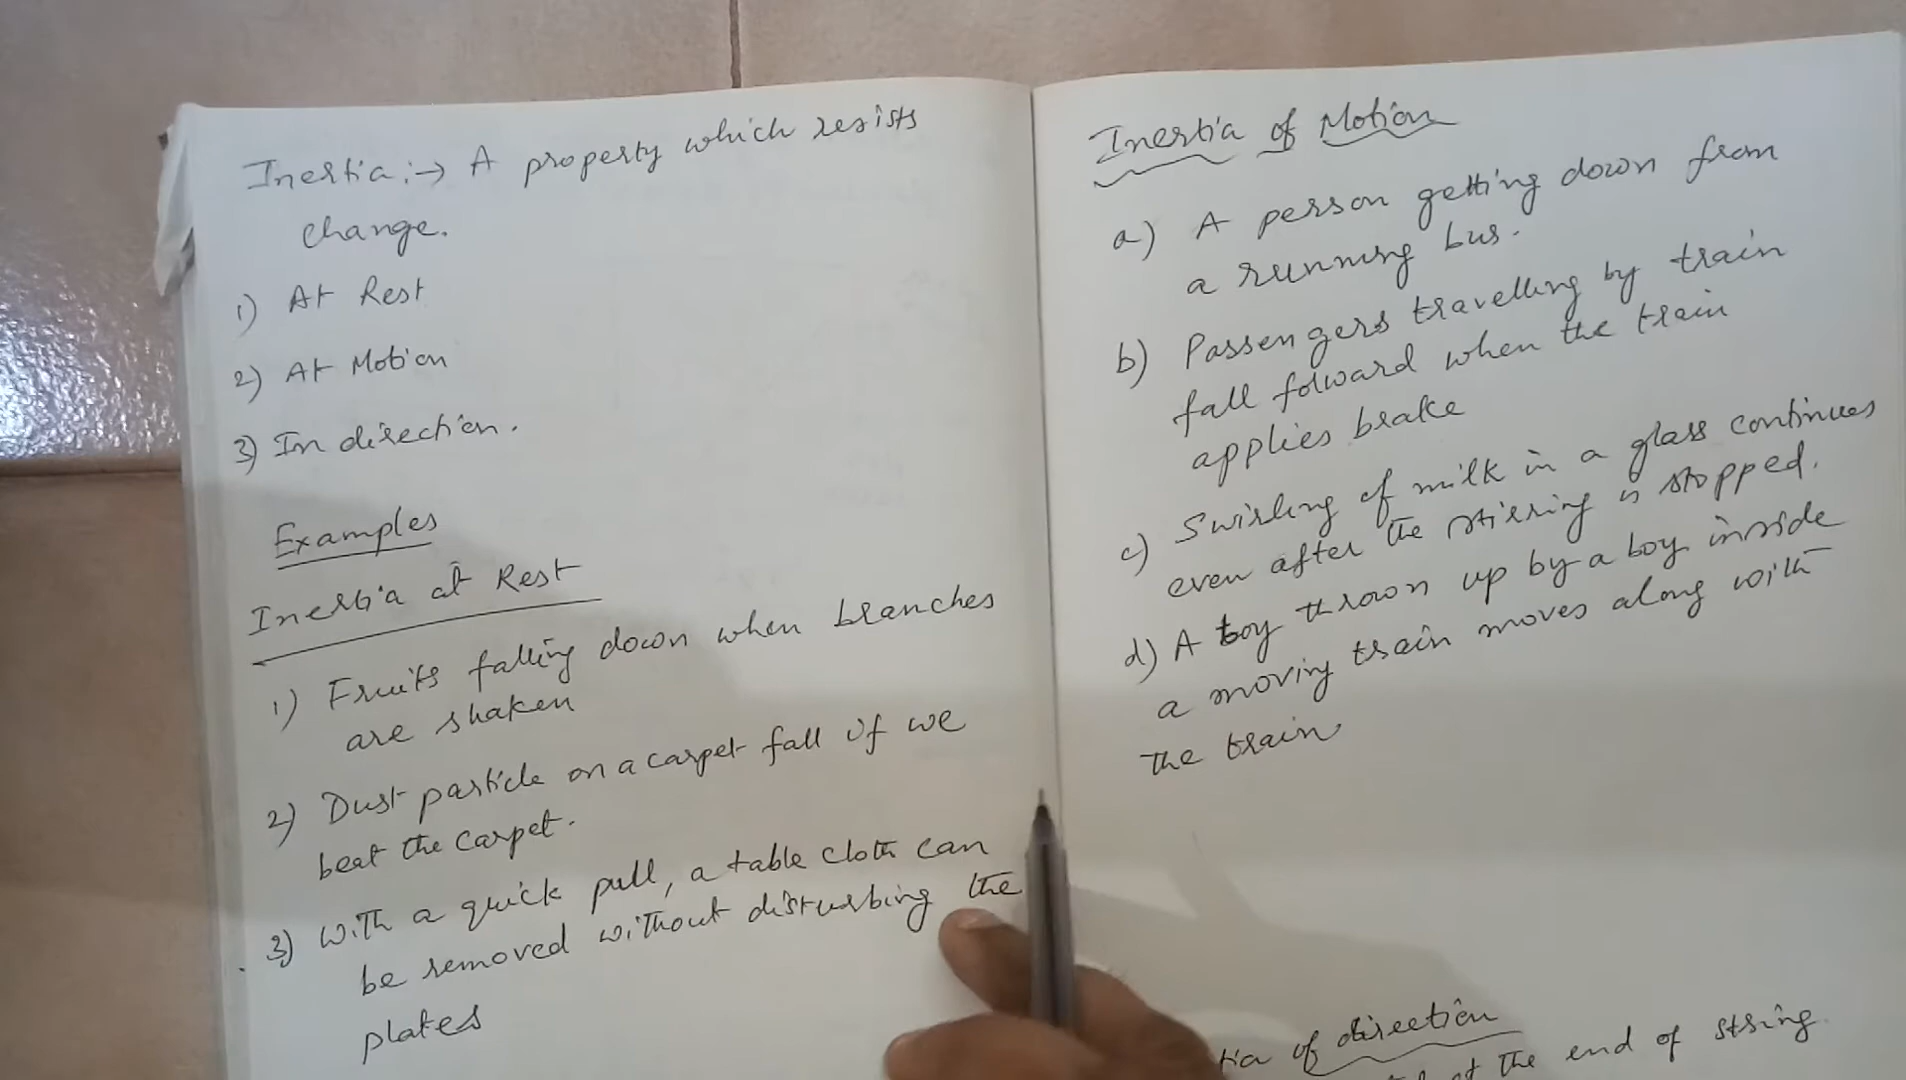 Inertia:→ A property which resists
change.
1) At Rest
2) At Motion
3) In direction.
Examples
Inertia at Rest
1) Fruits falling down when branches
are shaken
2) Dust particle on a carpet fall if we
beat the carpet.
3) With a quick pull, a table cloth can
be removed without disturbing the
plates
Inertia of Motion
a) A person getting down from
a running bus.
b) Passengers travelling by train
fall forward when the train
applies brake
c) Swirling of milk in a glass continues
even after the stirring is stopped.
d) A toy thrown up by a boy inside
a moving train moves along with
the train
tia of direction
at the end of string